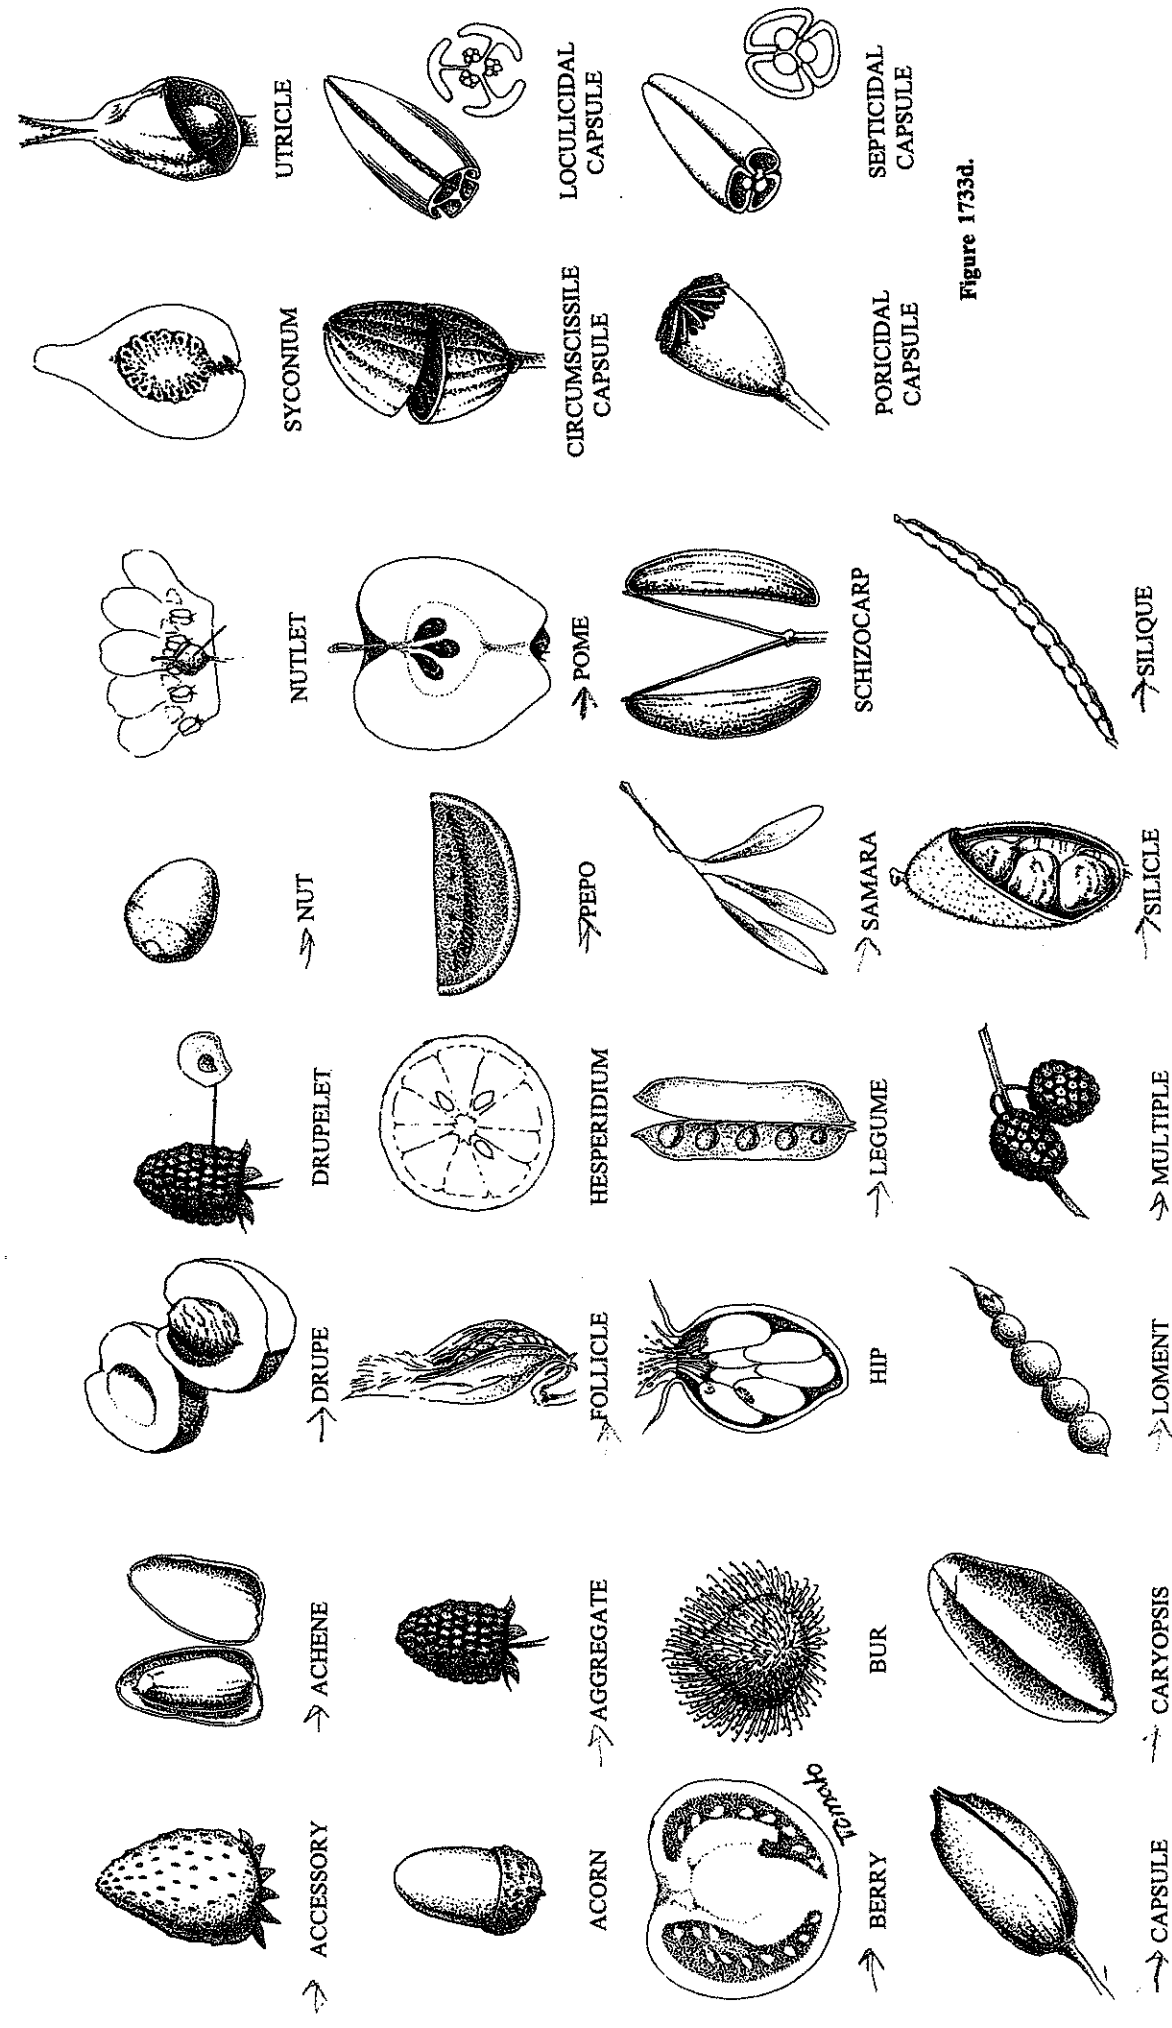 ACCESSORY
ACHENE
DRUPE
DRUPELET
NUT
NUTLET
SYCONIUM
UTRICLE
ACORN
AGGREGATE
FOLLICLE
HESPERIDIUM
PEPO
POME
CIRCUMSCISSILE
CAPSULE
LOCULICIDAL
CAPSULE
Tomato
BERRY
BUR
HIP
LEGUME
SAMARA
SCHIZOCARP
PORICIDAL
CAPSULE
SEPTICIDAL
CAPSULE
Figure 1733d.
CAPSULE
CARYOPSIS
LOMENT
MULTIPLE
SILICLE
SILIQUE